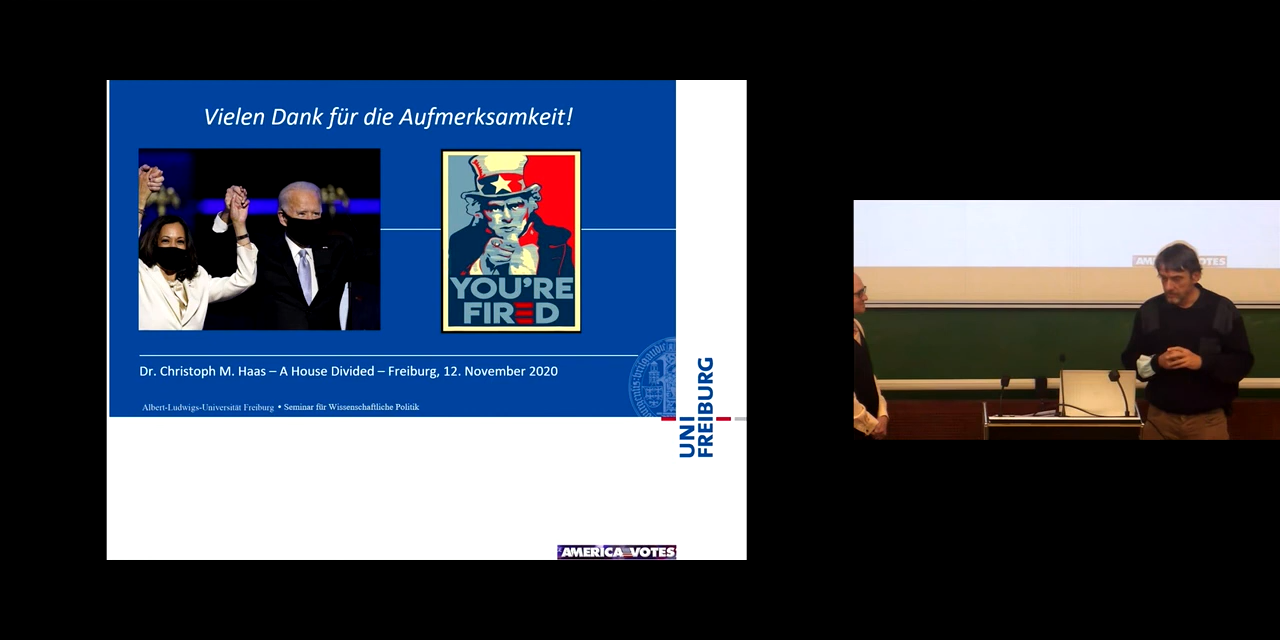 Vielen Dank für die Aufmerksamkeit!
YOU'RE
FIRED
Dr. Christoph M. Haas – A House Divided – Freiburg, 12. November 2020
Albert-Ludwigs-Universität Freiburg • Seminar für Wissenschaftliche Politik
UNI
FREIBURG
AMERICA VOTES